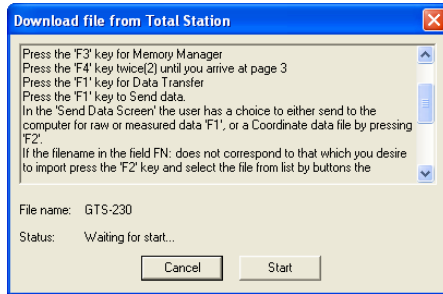 Download file from Total Station
Press the 'F3' key for Memory Manager
Press the 'F4' key twice(2) until you arrive at page 3
Press the 'F1' key for Data Transfer
Press the 'F1' key to Send data.
In the 'Send Data Screen' the user has a choice to either send to the
computer for raw or measured data 'F1', or a Coordinate data file by pressing
'F2'.
If the filename in the field FN: does not correspond to that which you desire
to import press the 'F2' key and select the file from list by buttons the
File name: GTS-230
Status: Waiting for start...
Cancel Start